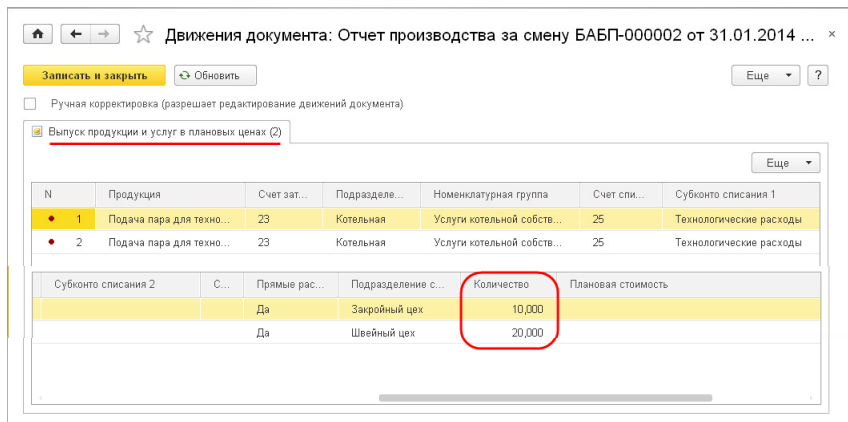 Движения документа: Отчет производства за смену БАБП-000002 от 31.01.2014 ... ×
Записать и закрыть Обновить Еще ?
Ручная корректировка (разрешает редактирование движений документа)
Выпуск продукции и услуг в плановых ценах (2)
Еще
N Продукция Счет зат... Подразделе... Номенклатурная группа Счет спи... Субконто списания 1
1 Подача пара для техно... 23 Котельная Услуги котельной собств... 25 Технологические расходы
2 Подача пара для техно... 23 Котельная Услуги котельной собств... 25 Технологические расходы
Субконто списания 2 С... Прямые рас... Подразделение с... Количество Плановая стоимость
Да Закройный цех 10,000
Да Швейный цех 20,000